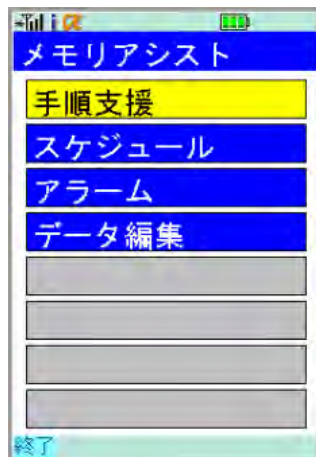 メモリアシスト
手順支援
スケジュール
アラーム
データ編集
終了